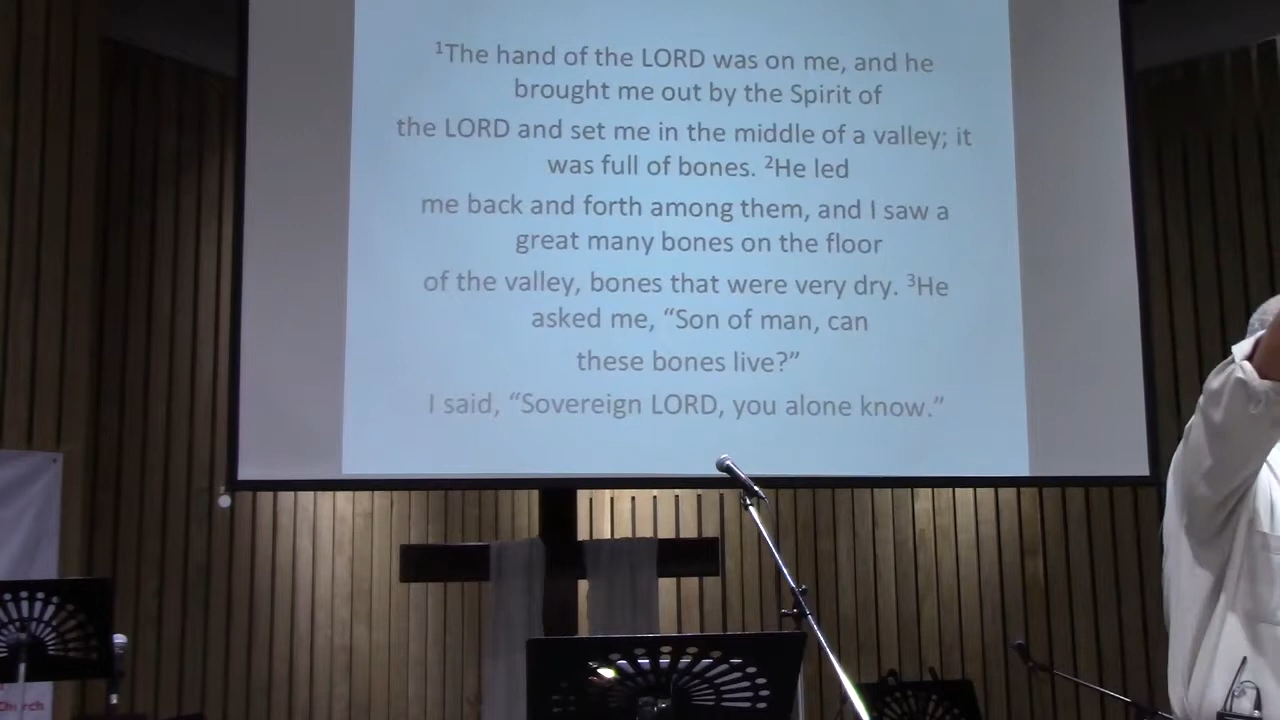 ¹The hand of the LORD was on me, and he
brought me out by the Spirit of
the LORD and set me in the middle of a valley; it
was full of bones. ²He led
me back and forth among them, and I saw a
great many bones on the floor
of the valley, bones that were very dry. ³He
asked me, “Son of man, can
these bones live?”
I said, “Sovereign LORD, you alone know.”